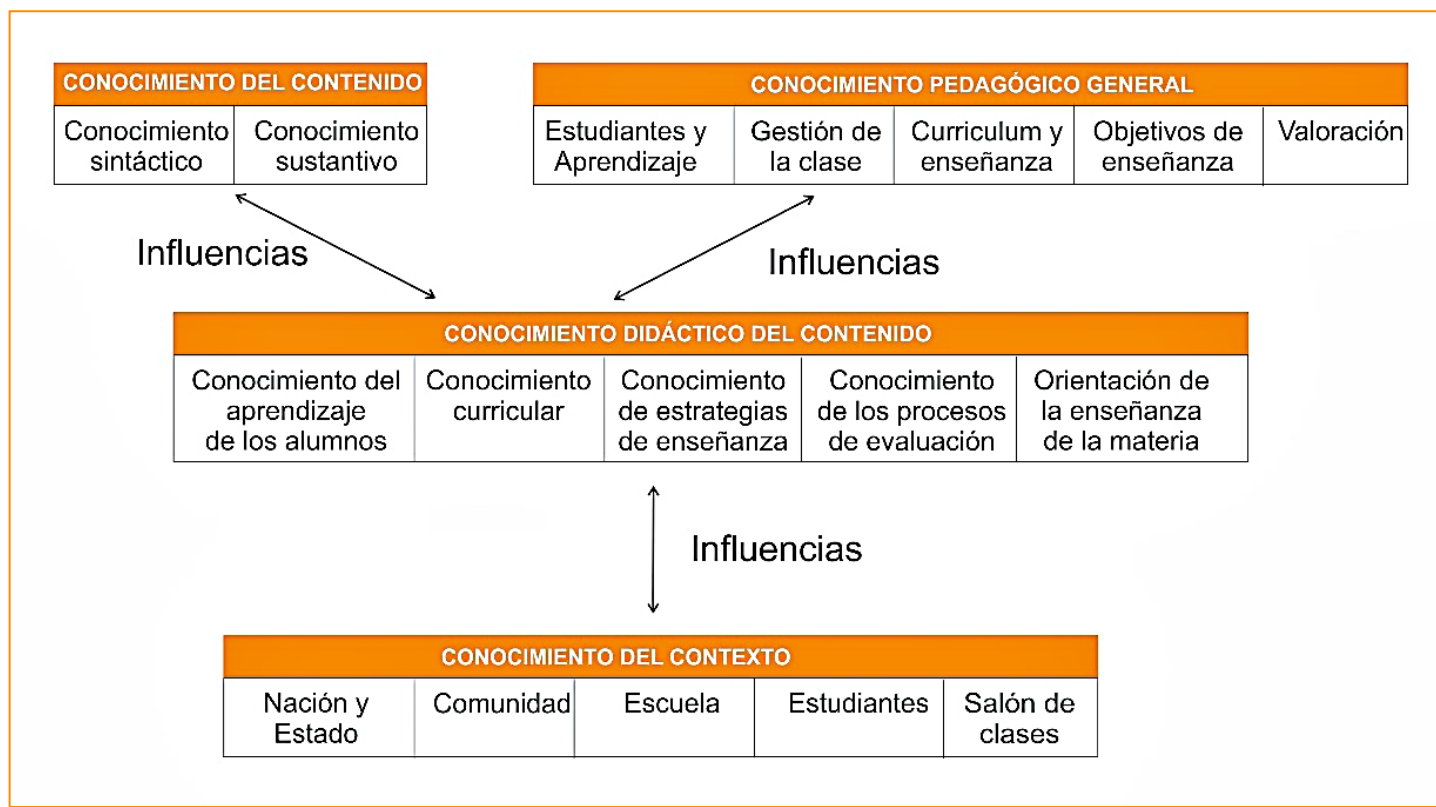 CONOCIMIENTO DEL CONTENIDO
Conocimiento
sintáctico
Conocimiento
sustantivo
CONOCIMIENTO PEDAGÓGICO GENERAL
Estudiantes y
Aprendizaje
Gestión de
la clase
Curriculum y
enseñanza
Objetivos de
enseñanza
Valoración
Influencias
Influencias
CONOCIMIENTO DIDÁCTICO DEL CONTENIDO
Conocimiento del
aprendizaje
de los alumnos
Conocimiento
curricular
Conocimiento
de estrategias
de enseñanza
Conocimiento
de los procesos
de evaluación
Orientación de
la enseñanza
de la materia
Influencias
CONOCIMIENTO DEL CONTEXTO
Nación y
Estado
Comunidad
Escuela
Estudiantes
Salón de
clases